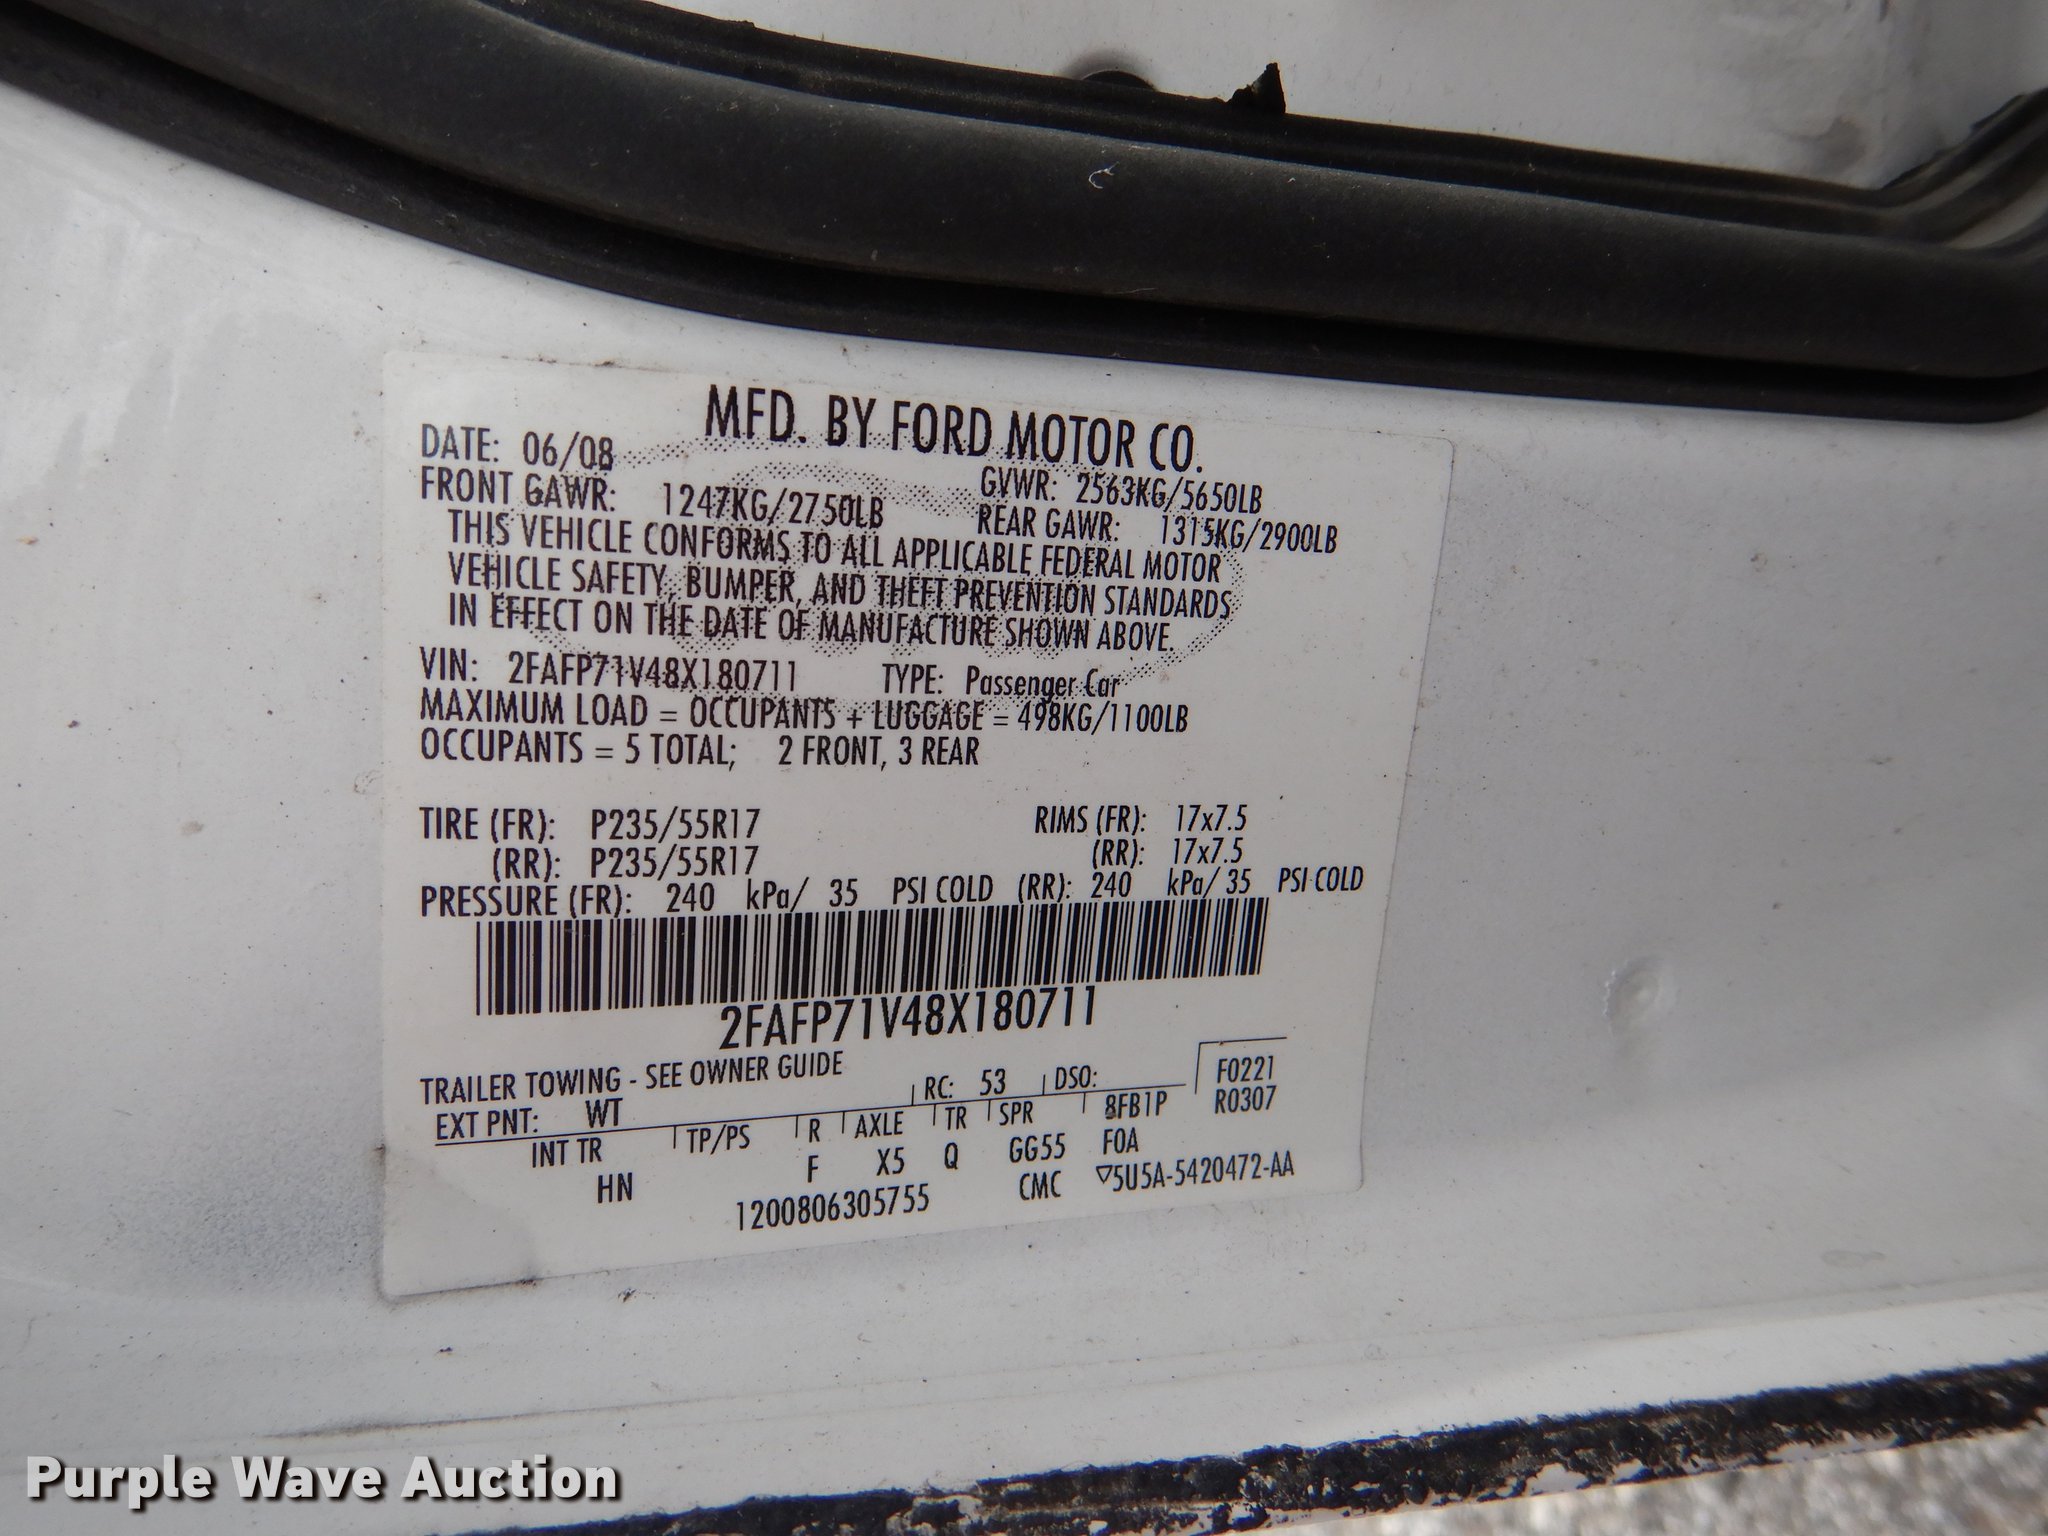 MFD. BY FORD MOTOR CO.
DATE: 06/08
GVWR: 2563KG/5650LB
FRONT GAWR: 1247KG/2750LB
REAR GAWR: 1315KG/2900LB
THIS VEHICLE CONFORMS TO ALL APPLICABLE FEDERAL MOTOR
VEHICLE SAFETY, BUMPER, AND THEFT PREVENTION STANDARDS
IN EFFECT ON THE DATE OF MANUFACTURE SHOWN ABOVE.
VIN: 2FAFP71V48X180711 TYPE: Passenger Car
MAXIMUM LOAD = OCCUPANTS + LUGGAGE = 498KG/1100LB
OCCUPANTS = 5 TOTAL; 2 FRONT, 3 REAR
TIRE (FR): P235/55R17 RIMS (FR): 17x7.5
(RR): P235/55R17 (RR): 17x7.5
PRESSURE (FR): 240 kPa/ 35 PSI COLD (RR): 240 kPa/ 35 PSI COLD
2FAFP71V48X180711
TRAILER TOWING - SEE OWNER GUIDE
EXT PNT: WT RC: 53 DSO: F0221
INT TR TP/PS R AXLE TR SPR 8FB1P R0307
HN F X5 Q GG55 FOA
1200806305755 CMC ▽5U5A-5420472-AA
Purple Wave Auction